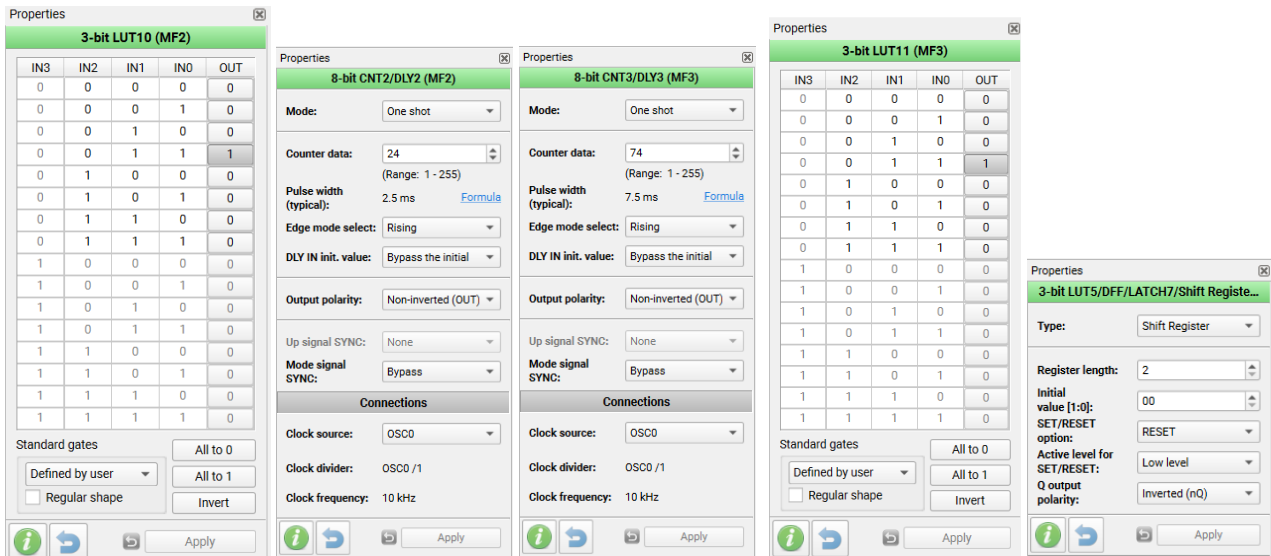 Properties
3-bit LUT10 (MF2)
IN3 IN2 IN1 IN0 OUT
0 0 0 0 0
0 0 0 1 0
0 0 1 0 0
0 0 1 1 1
0 1 0 0 0
0 1 0 1 0
0 1 1 0 0
0 1 1 1 0
1 0 0 0 0
1 0 0 1 0
1 0 1 0 0
1 0 1 1 0
1 1 0 0 0
1 1 0 1 0
1 1 1 0 0
1 1 1 1 0
Standard gates
All to 0
Defined by user
All to 1
Regular shape
Invert
Apply
Properties
8-bit CNT2/DLY2 (MF2)
Mode: One shot
Counter data: 24
(Range: 1 - 255)
Pulse width
(typical): 2.5 ms Formula
Edge mode select: Rising
DLY IN init. value: Bypass the initial
Output polarity: Non-inverted (OUT)
Up signal SYNC: None
Mode signal
SYNC: Bypass
Connections
Clock source: OSC0
Clock divider: OSC0 /1
Clock frequency: 10 kHz
Apply
Properties
8-bit CNT3/DLY3 (MF3)
Mode: One shot
Counter data: 74
(Range: 1 - 255)
Pulse width
(typical): 7.5 ms Formula
Edge mode select: Rising
DLY IN init. value: Bypass the initial
Output polarity: Non-inverted (OUT)
Up signal SYNC: None
Mode signal
SYNC: Bypass
Connections
Clock source: OSC0
Clock divider: OSC0 /1
Clock frequency: 10 kHz
Apply
Properties
3-bit LUT11 (MF3)
IN3 IN2 IN1 IN0 OUT
0 0 0 0 0
0 0 0 1 0
0 0 1 0 0
0 0 1 1 1
0 1 0 0 0
0 1 0 1 0
0 1 1 0 0
0 1 1 1 0
1 0 0 0 0
1 0 0 1 0
1 0 1 0 0
1 0 1 1 0
1 1 0 0 0
1 1 0 1 0
1 1 1 0 0
1 1 1 1 0
Standard gates
All to 0
Defined by user
All to 1
Regular shape
Invert
Apply
Properties
3-bit LUT5/DFF/LATCH7/Shift Registe...
Type: Shift Register
Register length: 2
Initial
value [1:0]: 00
SET/RESET
option: RESET
Active level for
SET/RESET: Low level
Q output
polarity: Inverted (nQ)
Apply